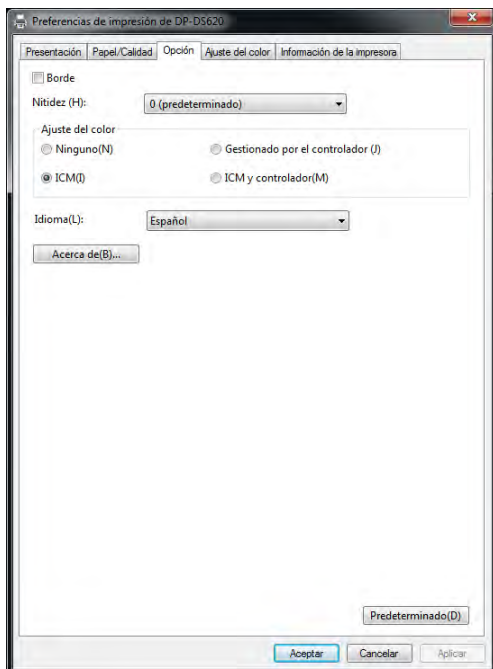 Preferencias de impresión de DP-DS620
Presentación Papel/Calidad Opción Ajuste del color Información de la impresora
Borde
Nitidez (H): 0 (predeterminado)
Ajuste del color
Ninguno(N) Gestionado por el controlador (J)
ICM(I) ICM y controlador(M)
Idioma(L): Español
Acerca de(B)...
Predeterminado(D)
Aceptar Cancelar Aplicar